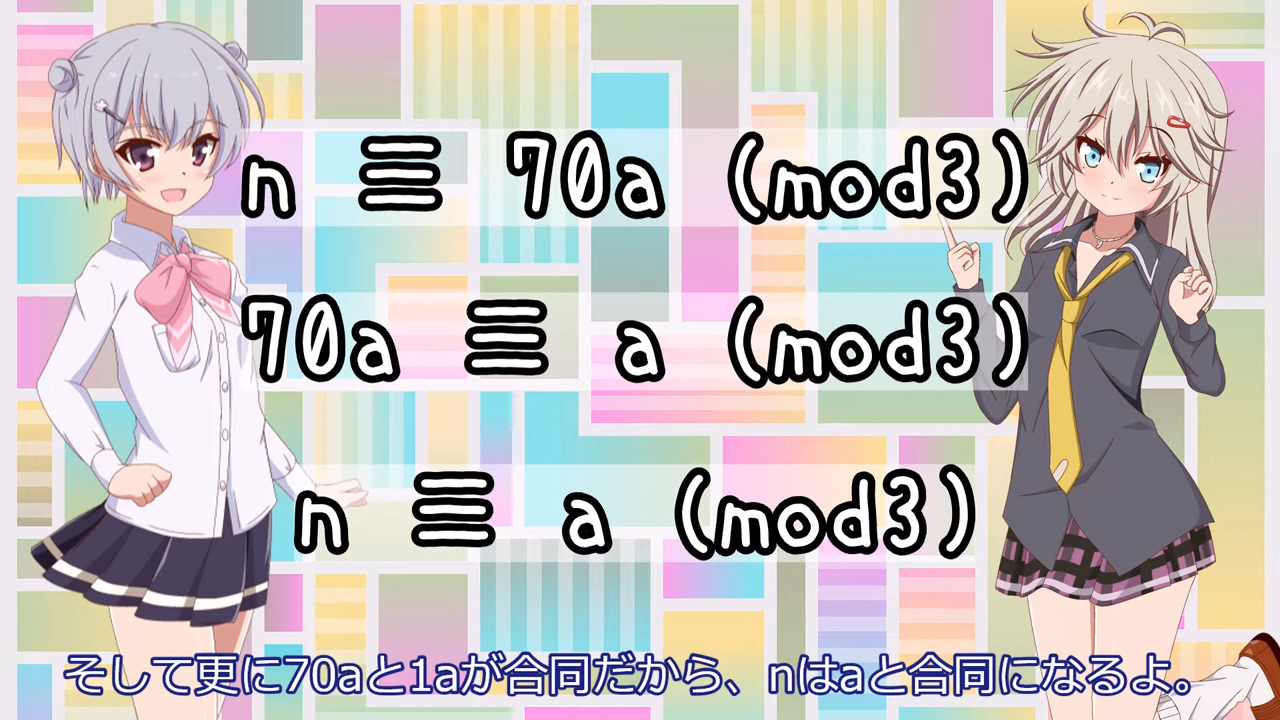 n ≡ 70a (mod3)
70a ≡ a (mod3)
n ≡ a (mod3)
そして更に70aと1aが合同だから、nはaと合同になるよ。